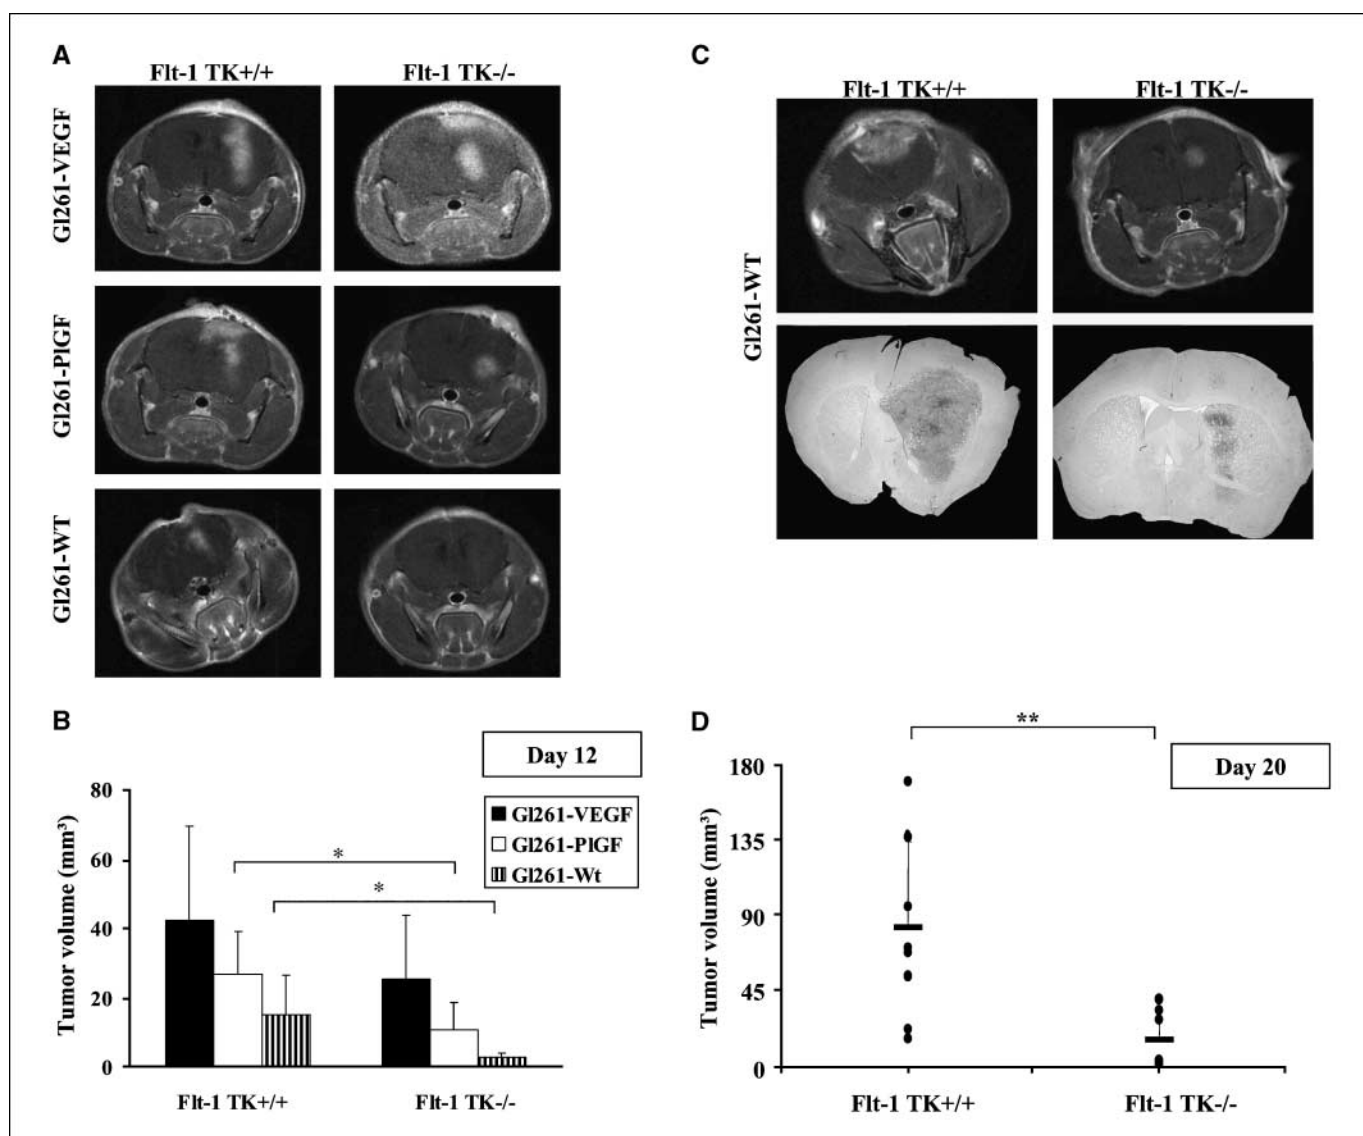 A
Flt-1 TK+/+ Flt-1 TK-/-
Gl261-VEGF
Gl261-PlGF
Gl261-WT
B
Day 12
Tumor volume (mm³)
80
60
40
20
0
Gl261-VEGF
Gl261-PlGF
Gl261-Wt
*
*
Flt-1 TK+/+ Flt-1 TK-/-
C
Flt-1 TK+/+ Flt-1 TK-/-
Gl261-WT
D
**
Day 20
Tumor volume (mm³)
180
135
90
45
0
Flt-1 TK+/+ Flt-1 TK-/-